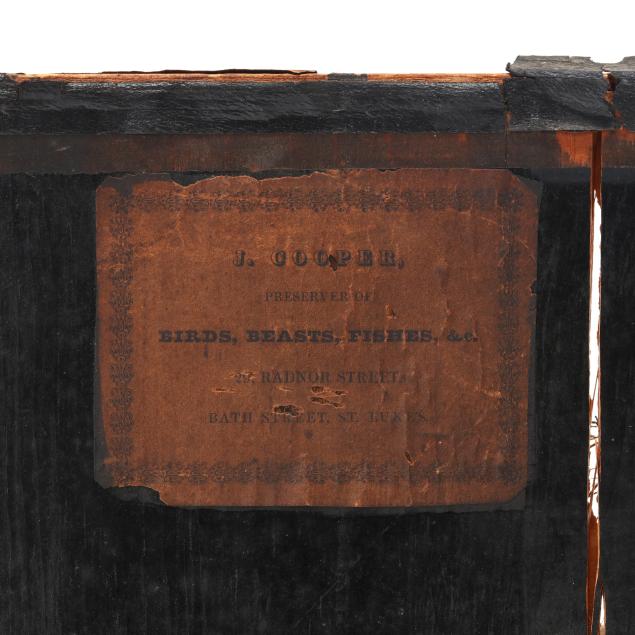 J. COOPER,
PRESERVER OF
BIRDS, BEASTS, FISHES, &c.
RADNOR STREET,
BATH STREET, ST. LUKES.